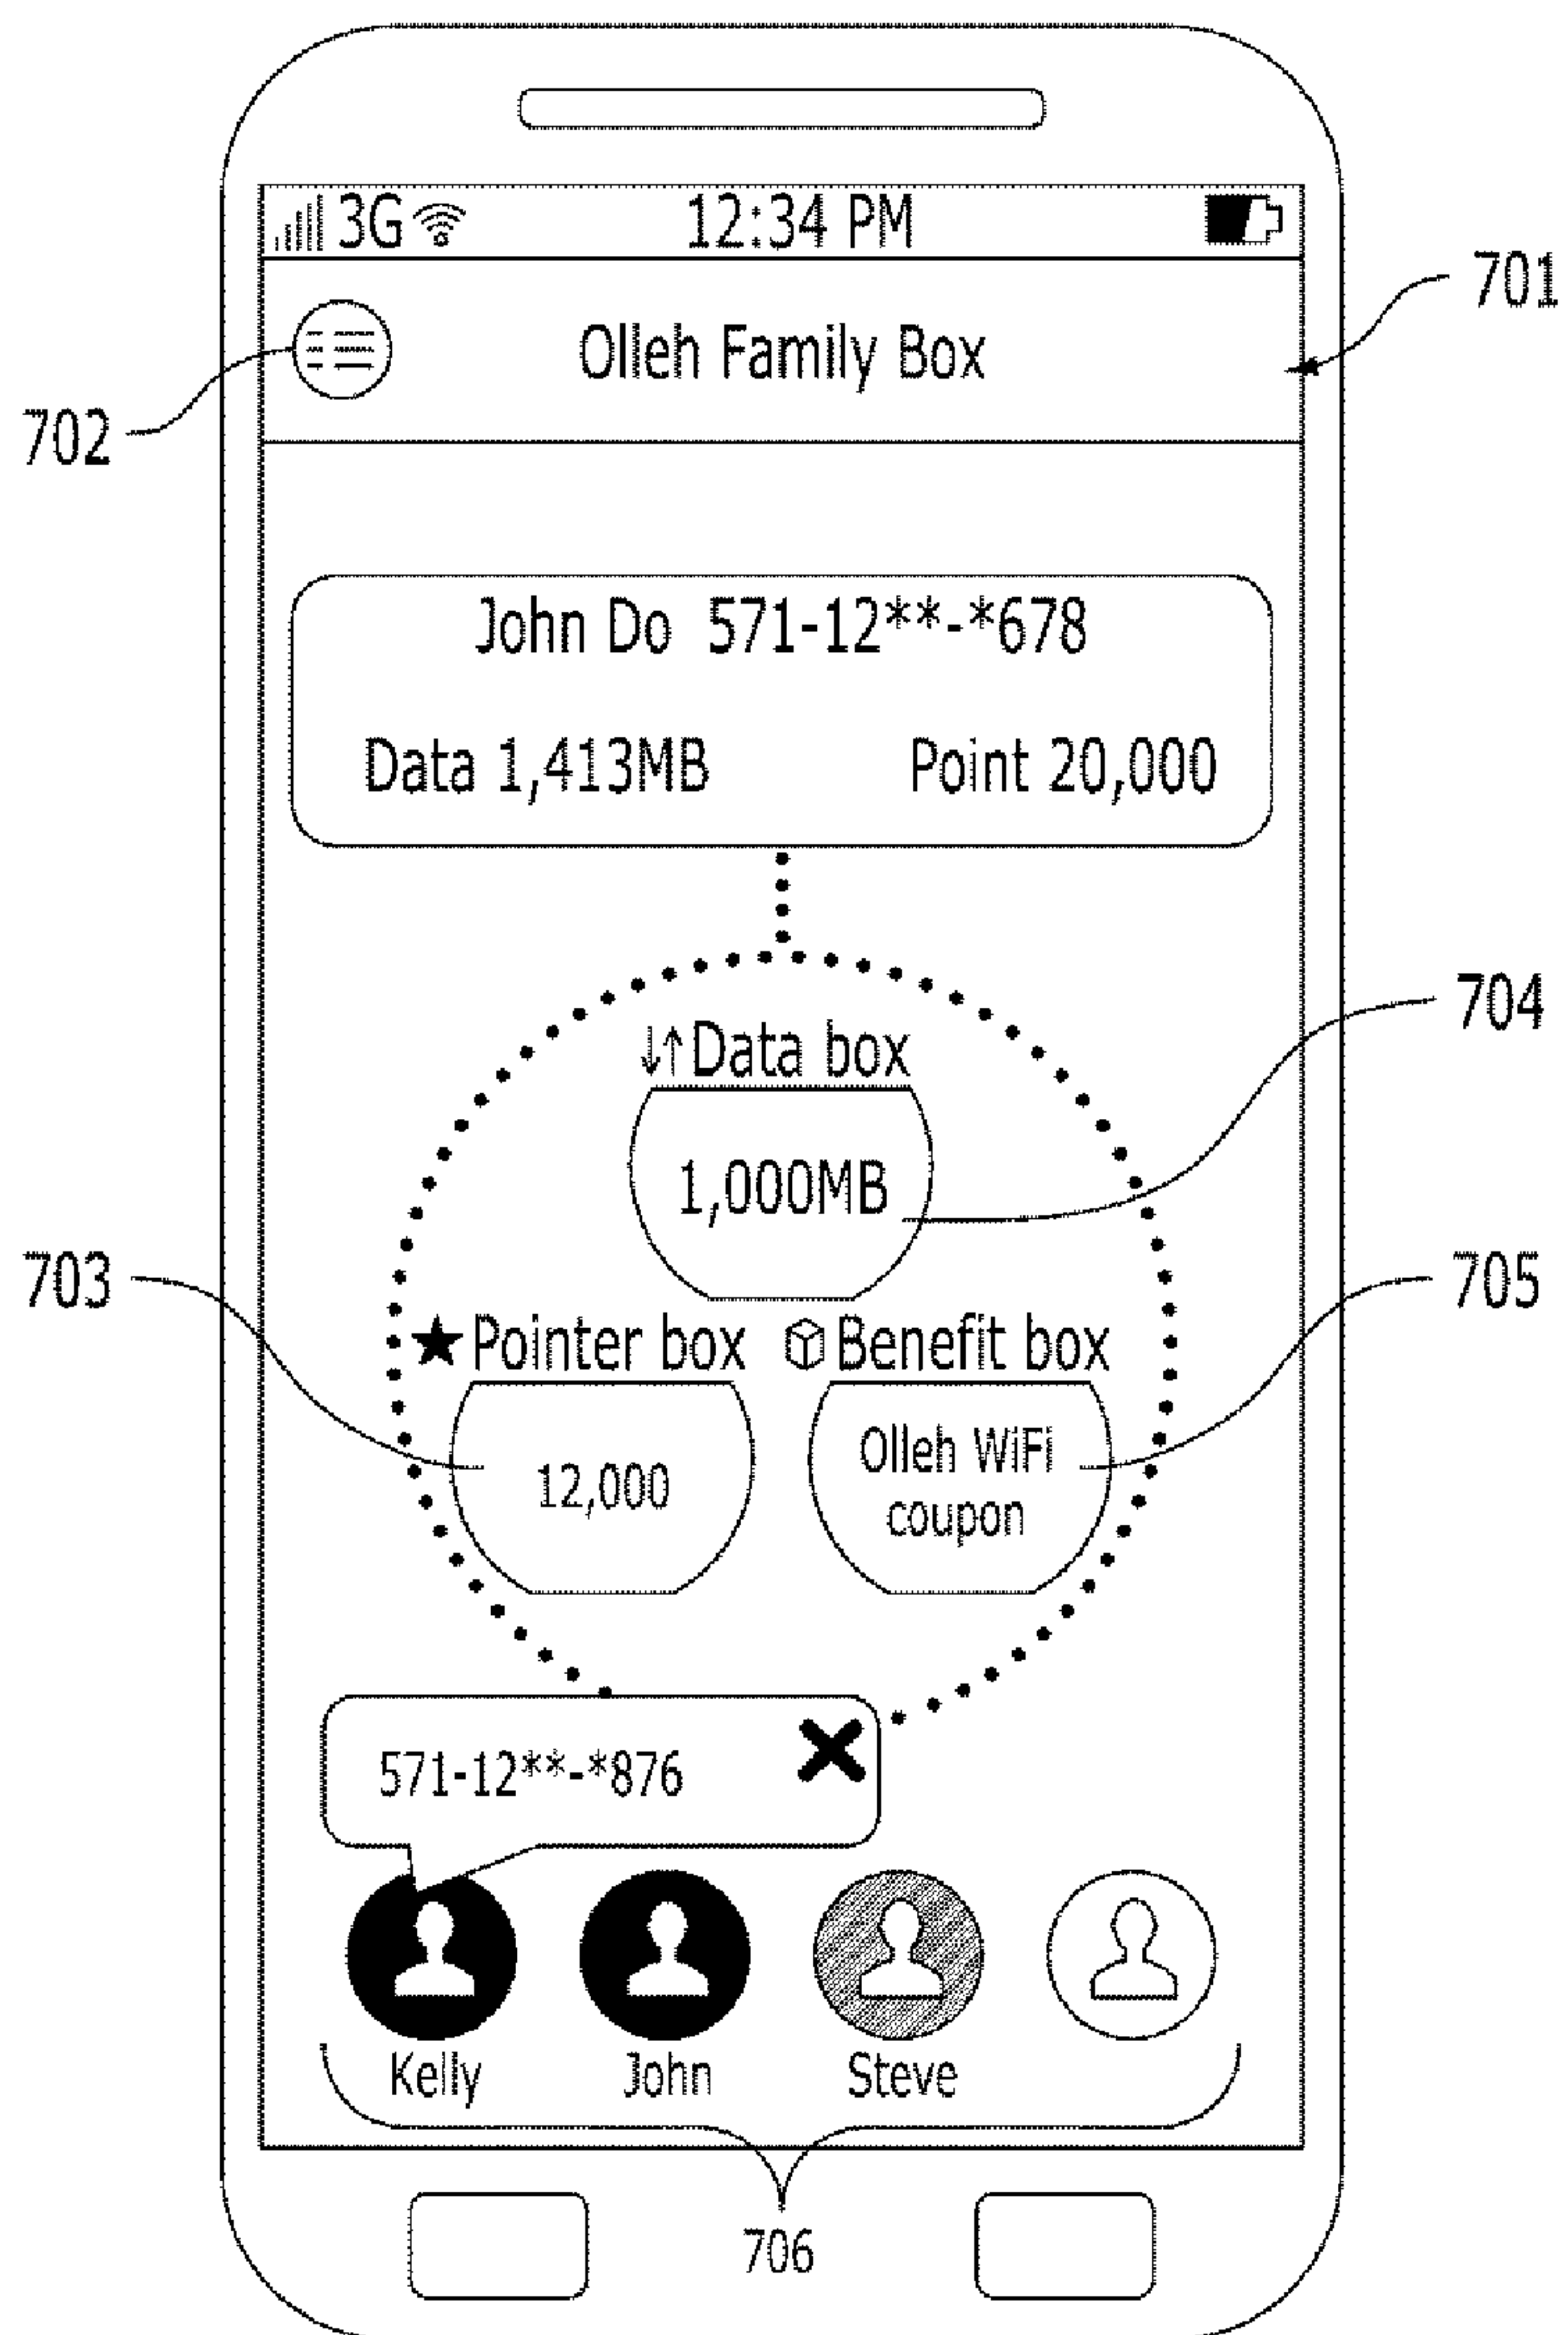 3G 12:34 PM
701
Olleh Family Box
702
John Do 571-12**-*678
Data 1,413MB Point 20,000
704
↓↑Data box
1,000MB
703
705
★Pointer box Benefit box
12,000
Olleh WiFi
coupon
571-12**-*876
Kelly John Steve
706